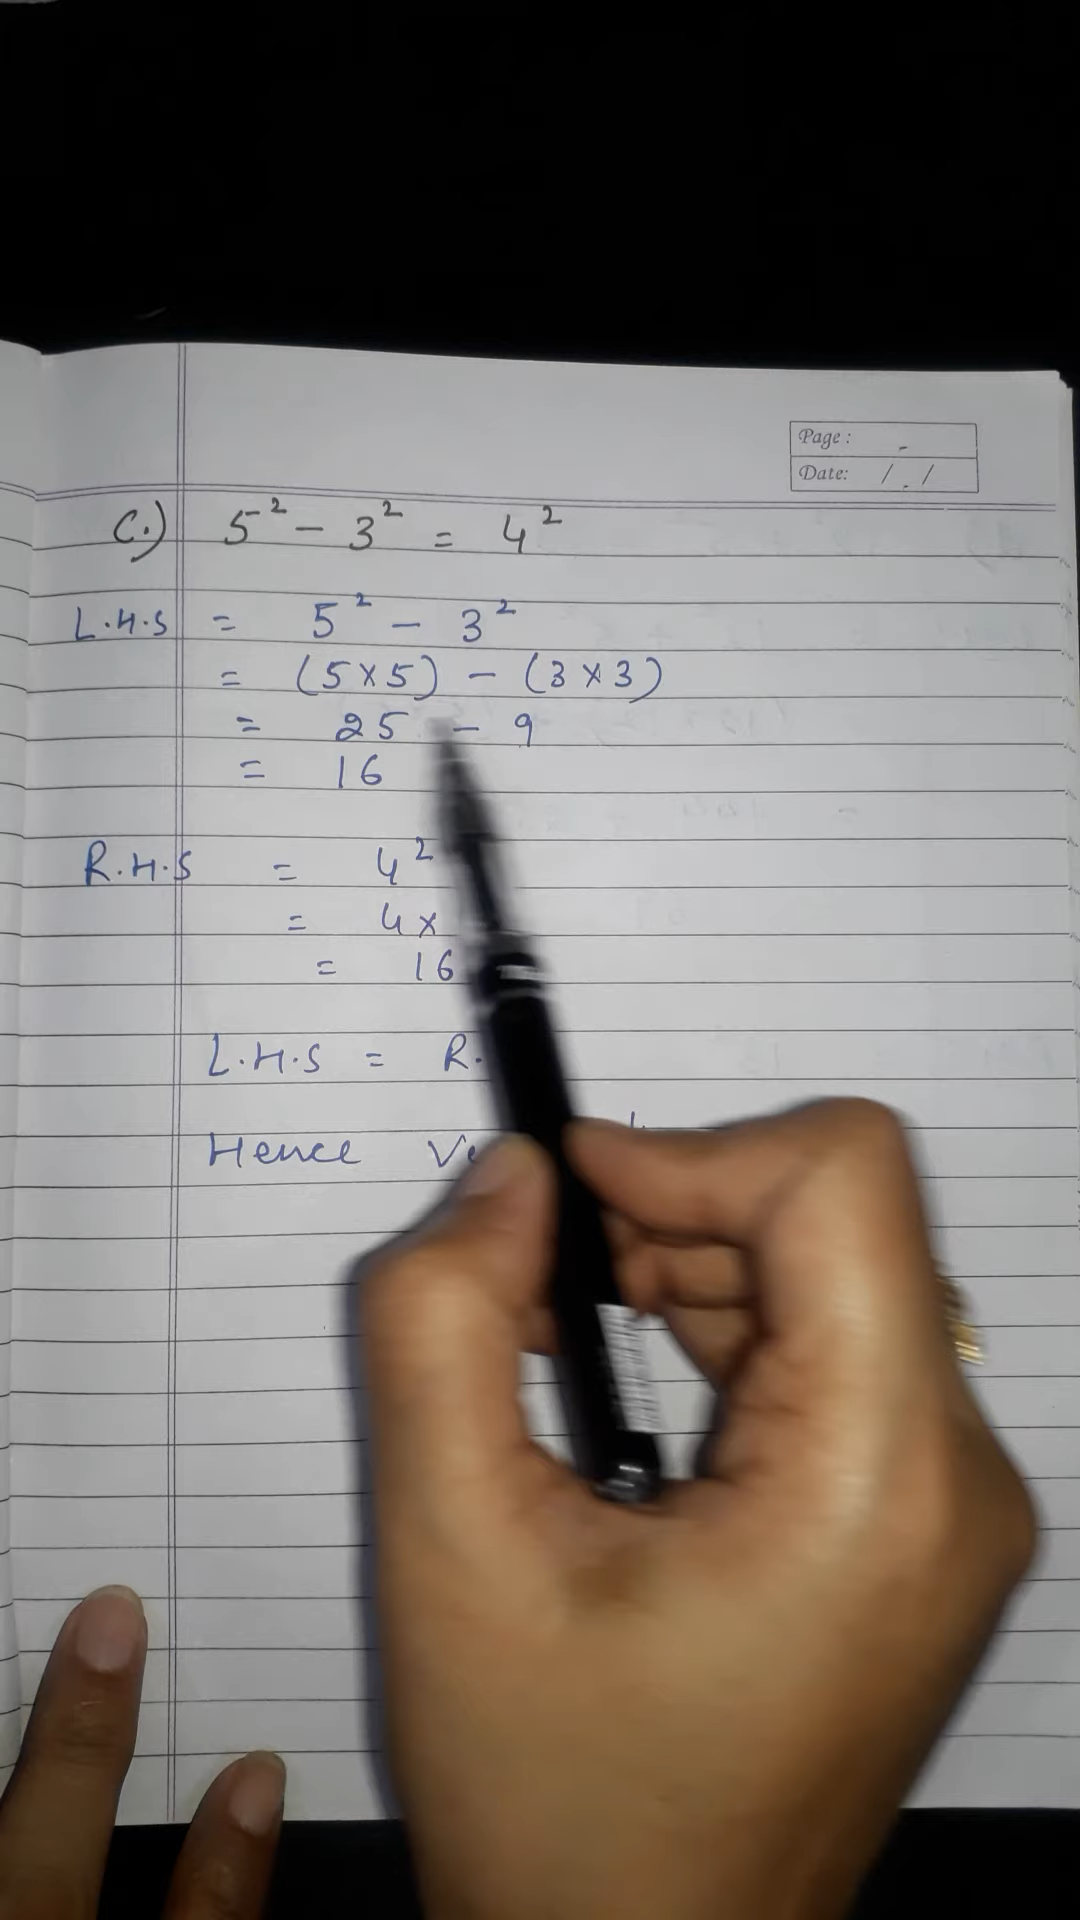 Page :
Date: / /
C.) 5² - 3² = 4²
L.H.S = 5² - 3²
= (5×5) - (3×3)
= 25 - 9
= 16
R.H.S = 4²
= 4×
= 16
L.H.S = R.
Hence